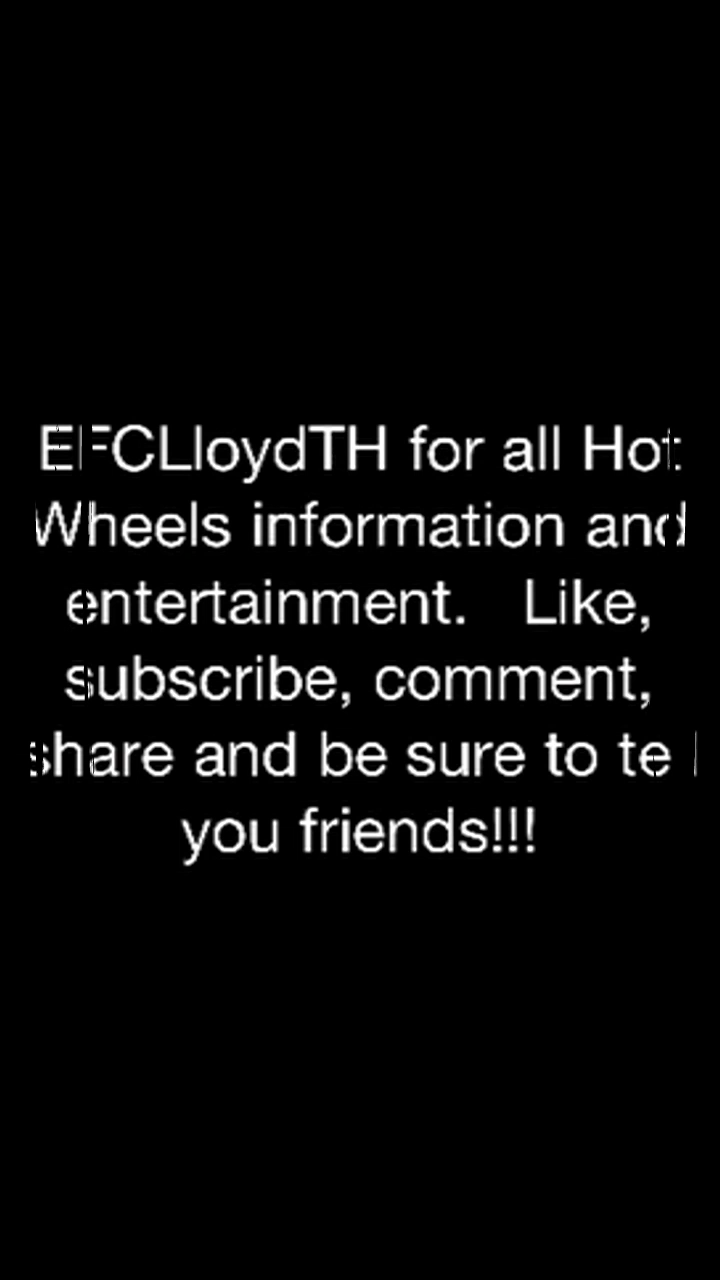 EFCLloydTH for all Hot
Wheels information and
entertainment. Like,
subscribe, comment,
share and be sure to tell
you friends!!!